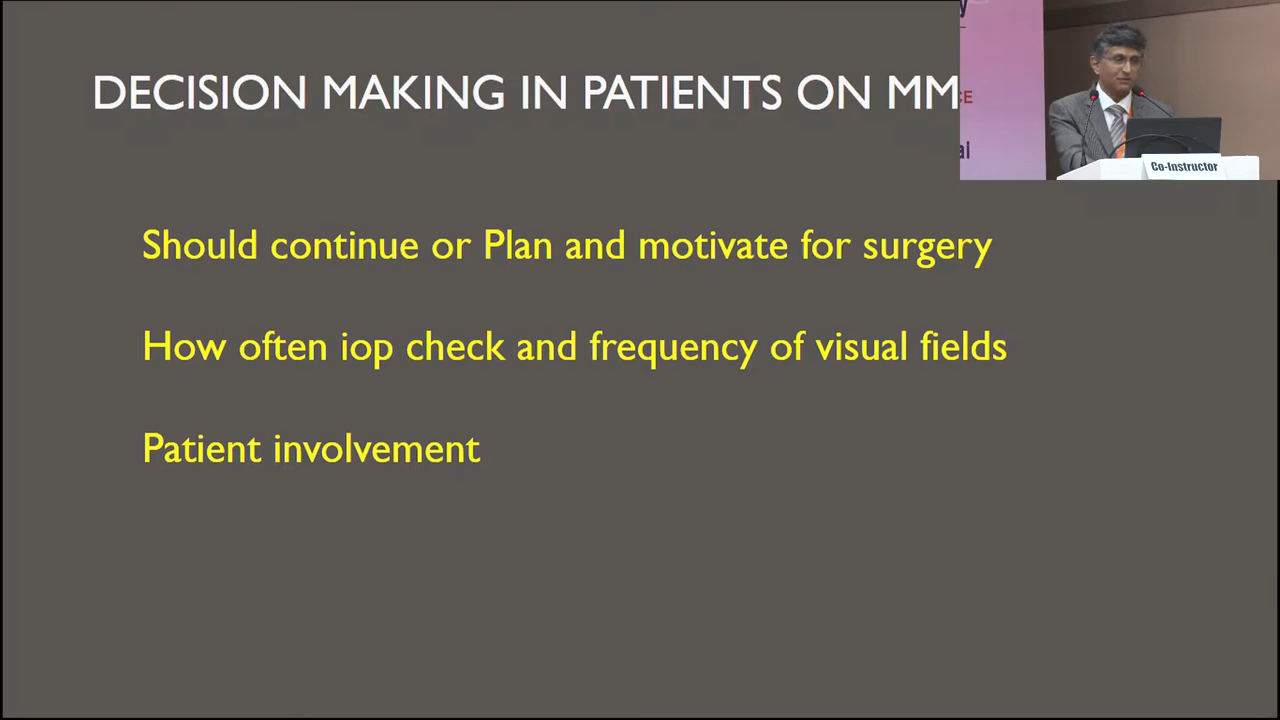 DECISION MAKING IN PATIENTS ON MM
Should continue or Plan and motivate for surgery
How often iop check and frequency of visual fields
Patient involvement
Co-Instructor